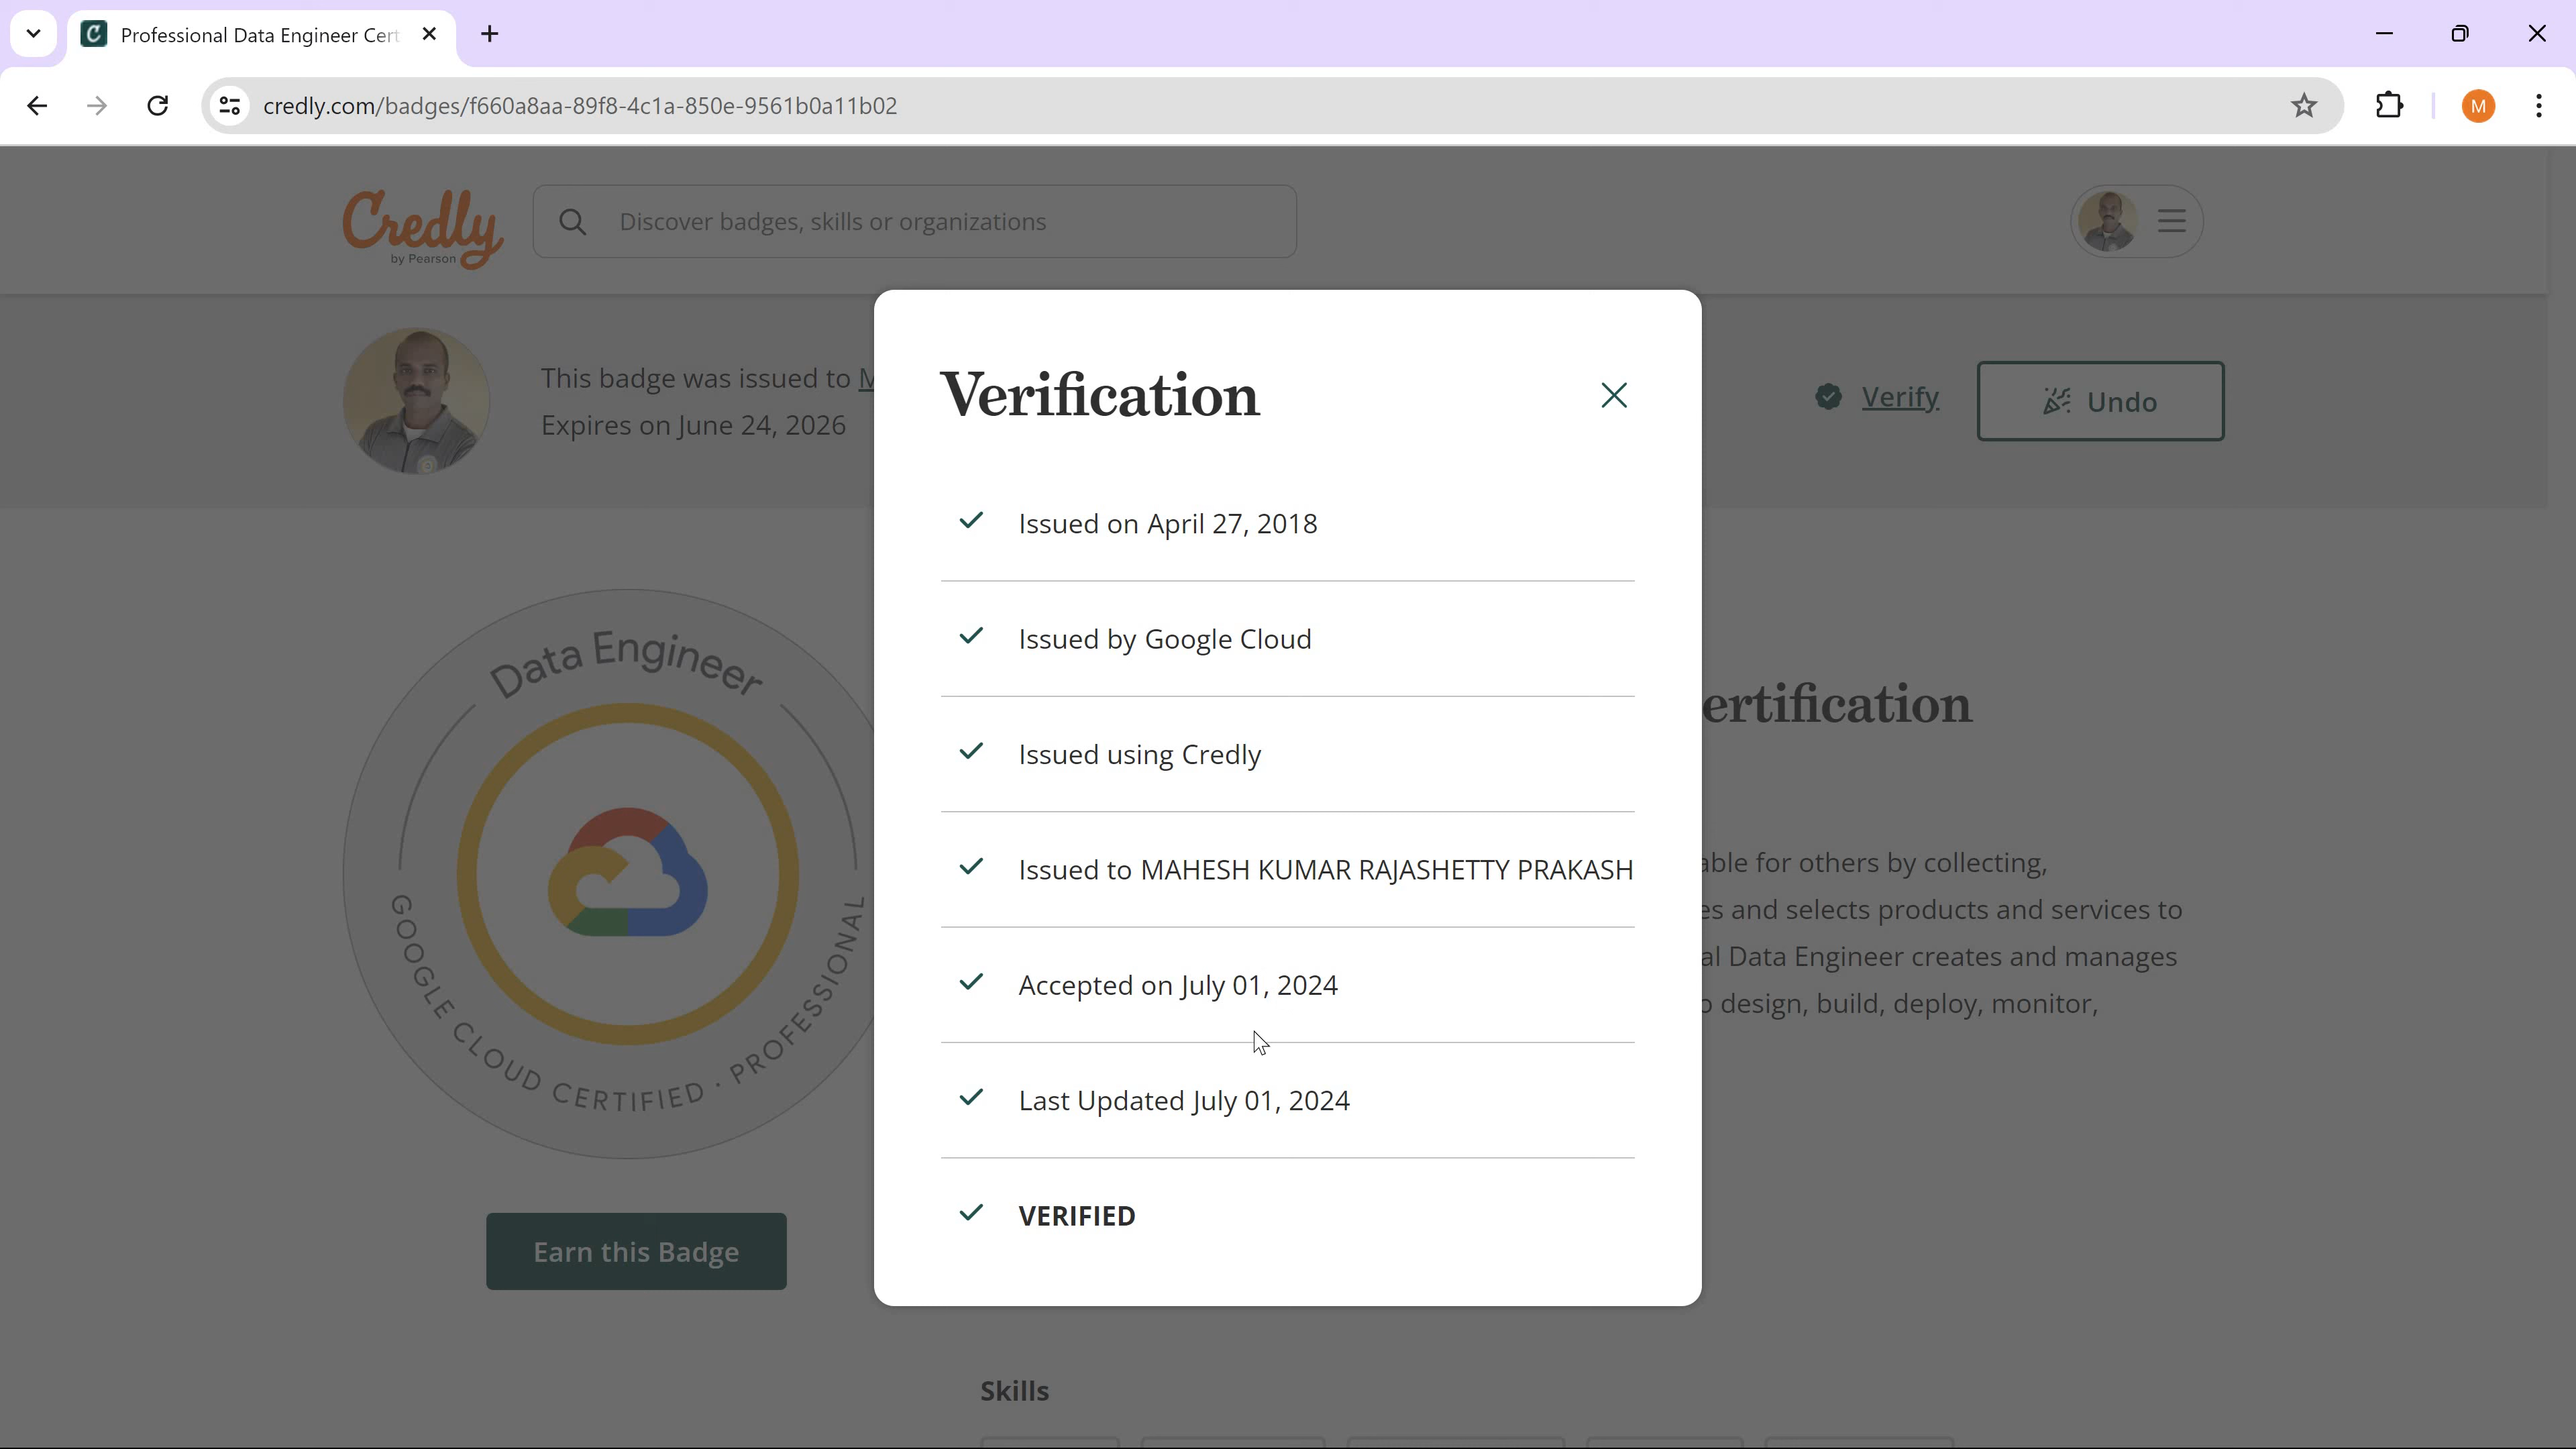 Professional Data Engineer Cert
credly.com/badges/f660a8aa-89f8-4c1a-850e-9561b0a11b02
M
Credly
by Pearson
Discover badges, skills or organizations
This badge was issued to M
Expires on June 24, 2026
Verify
Undo
Verification
Issued on April 27, 2018
Issued by Google Cloud
Issued using Credly
Issued to MAHESH KUMAR RAJASHETTY PRAKASH
Accepted on July 01, 2024
Last Updated July 01, 2024
VERIFIED
Data Engineer
GOOGLE CLOUD CERTIFIED · PROFESSIONAL
Earn this Badge
ertification
able for others by collecting,
es and selects products and services to
al Data Engineer creates and manages
o design, build, deploy, monitor,
Skills